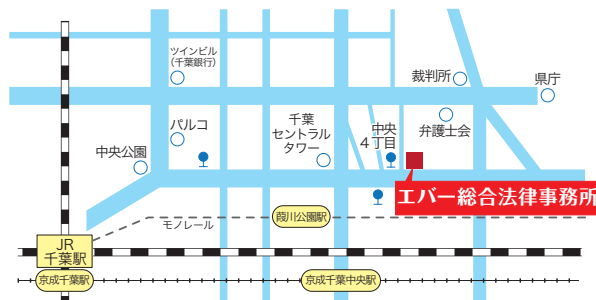 ツインビル
(千葉銀行)
裁判所
県庁
パルコ
千葉
セントラル
タワー
中央
4丁目
弁護士会
中央公園
エバー総合法律事務所
葭川公園駅
モノレール
JR
千葉駅
京成千葉駅
京成千葉中央駅